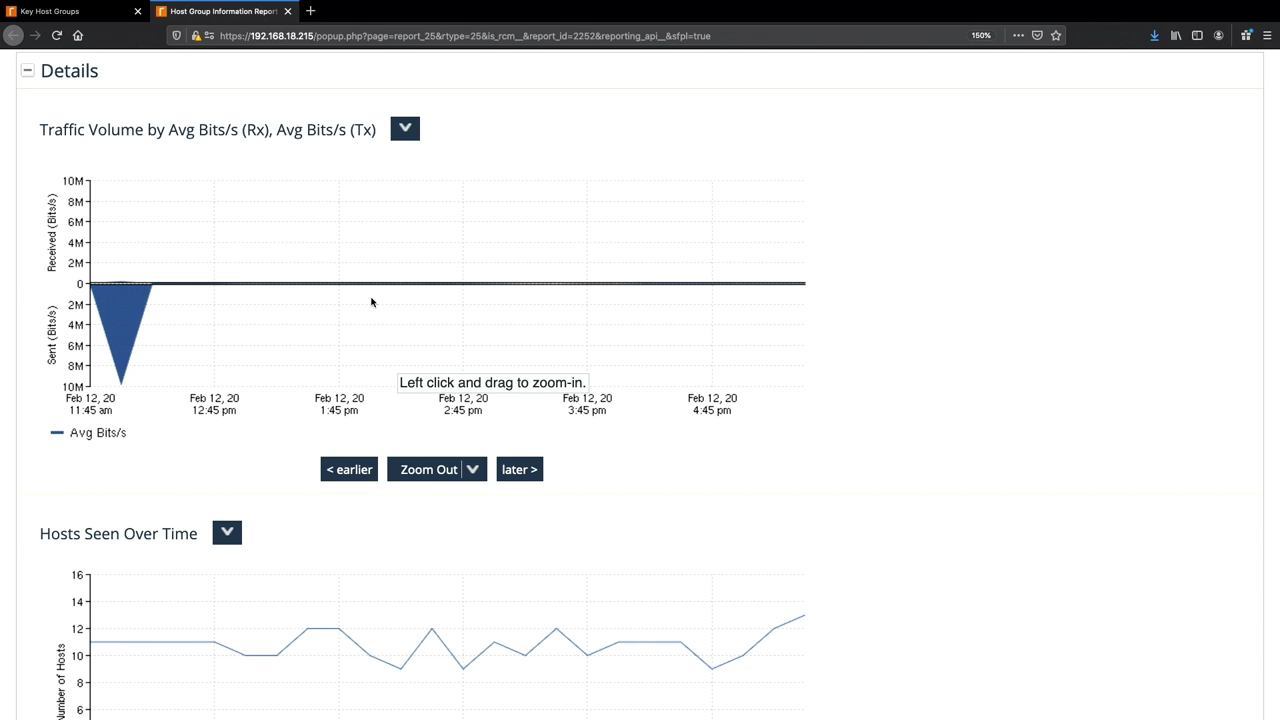 Key Host Groups
Host Group Information Report
https://192.168.18.215/popup.php?page=report_25&rtype=25&is_rcm__&report_id=2252&reporting_api__&sfpl=true
150%
Details
Traffic Volume by Avg Bits/s (Rx), Avg Bits/s (Tx)
Received (Bits/s)
10M
8M
6M
4M
2M
0
Sent (Bits/s)
2M
4M
6M
8M
10M
Left click and drag to zoom-in.
Feb 12, 20
11:45 am
Feb 12, 20
12:45 pm
Feb 12, 20
1:45 pm
Feb 12, 20
2:45 pm
Feb 12, 20
3:45 pm
Feb 12, 20
4:45 pm
Avg Bits/s
< earlier
Zoom Out
later >
Hosts Seen Over Time
Number of Hosts
16
14
12
10
8
6